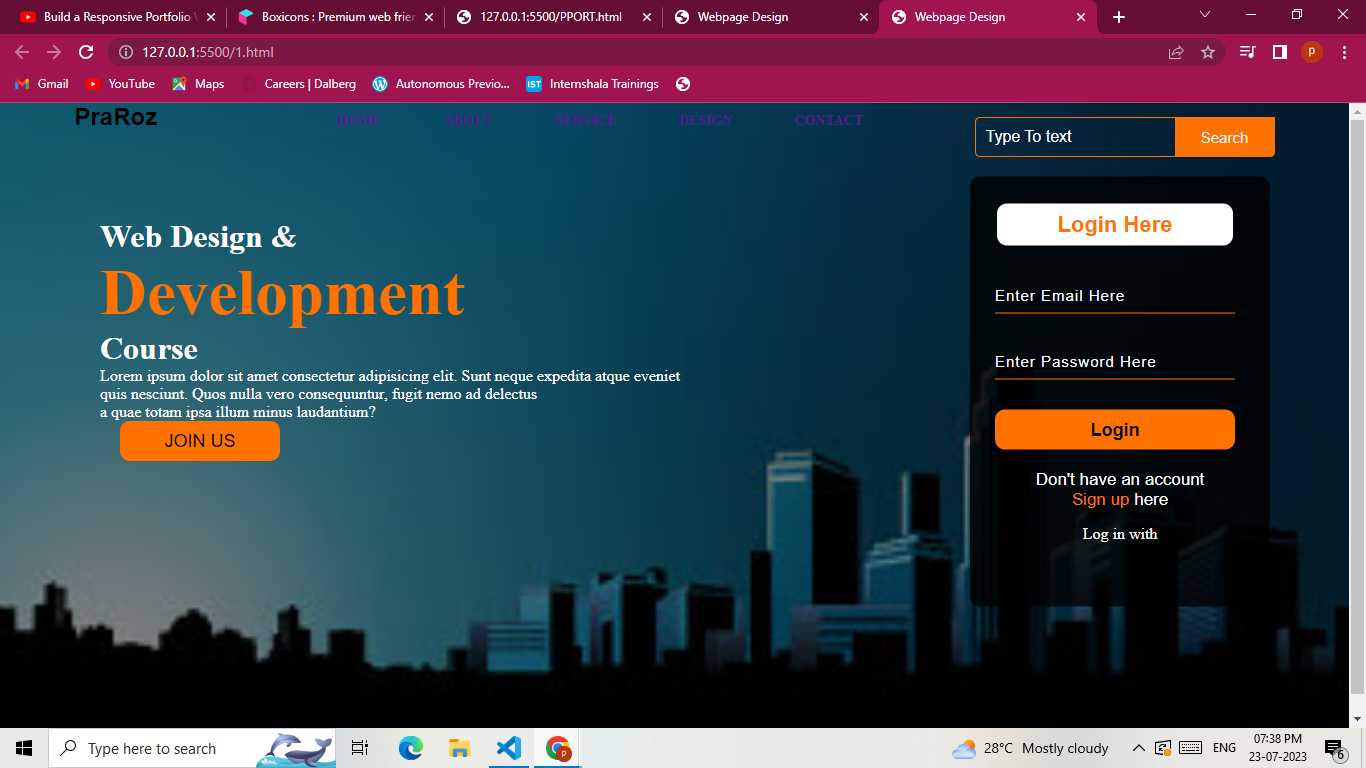 Build a Responsive Portfolio
Boxicons : Premium web frien
127.0.0.1:5500/PPORT.html
Webpage Design
Webpage Design
127.0.0.1:5500/1.html
P
Gmail
YouTube
Maps
Careers | Dalberg
Autonomous Previo...
IST
Internshala Trainings
PraRoz
HOME
ABOUT
SERVICE
DESIGN
CONTACT
Type To text
Search
Web Design &
Development
Course
Lorem ipsum dolor sit amet consectetur adipisicing elit. Sunt neque expedita atque eveniet
quis nesciunt. Quos nulla vero consequuntur, fugit nemo ad delectus
a quae totam ipsa illum minus laudantium?
JOIN US
Login Here
Enter Email Here
Enter Password Here
Login
Don't have an account
Sign up here
Log in with
Type here to search
P
28°C Mostly cloudy
ENG
07:38 PM
23-07-2023
6